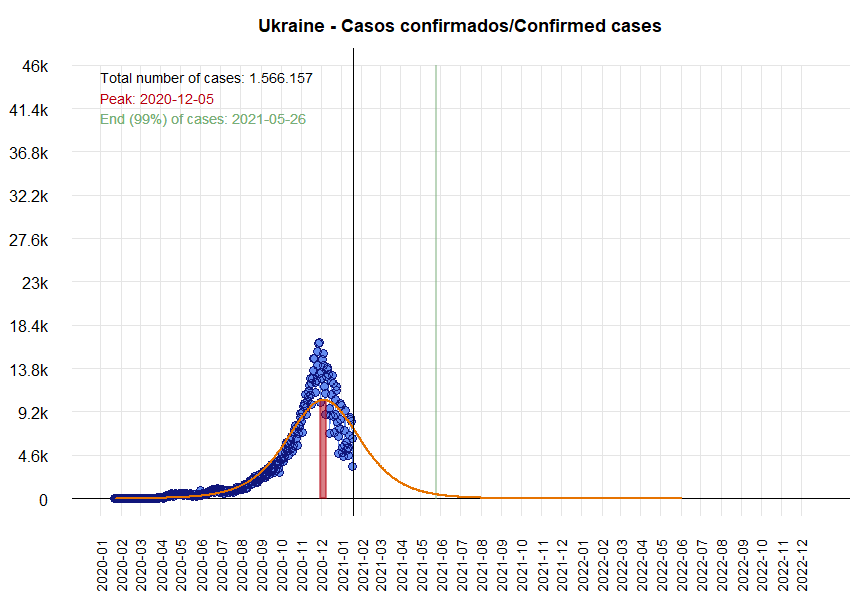 Ukraine - Casos confirmados/Confirmed cases
46k
Total number of cases: 1.566.157
Peak: 2020-12-05
41.4k
End (99%) of cases: 2021-05-26
36.8k
32.2k
27.6k
23k
18.4k
13.8k
9.2k
4.6k
0
2020-01
2020-02
2020-03
2020-04
2020-05
2020-06
2020-07
2020-08
2020-09
2020-10
2020-11
2020-12
2021-01
2021-02
2021-03
2021-04
2021-05
2021-06
2021-07
2021-08
2021-09
2021-10
2021-11
2021-12
2022-01
2022-02
2022-03
2022-04
2022-05
2022-06
2022-07
2022-08
2022-09
2022-10
2022-11
2022-12